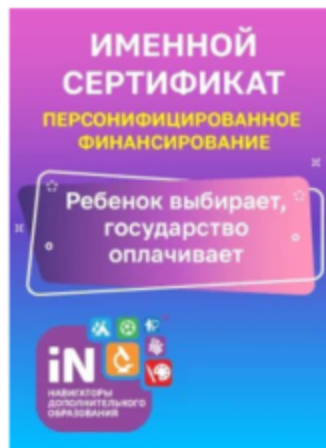 ИМЕННОЙ
СЕРТИФИКАТ
ПЕРСОНИФИЦИРОВАННОЕ
ФИНАНСИРОВАНИЕ
Ребенок выбирает,
государство
оплачивает
iN
НАВИГАТОРЫ
ДОПОЛНИТЕЛЬНОГО
ОБРАЗОВАНИЯ